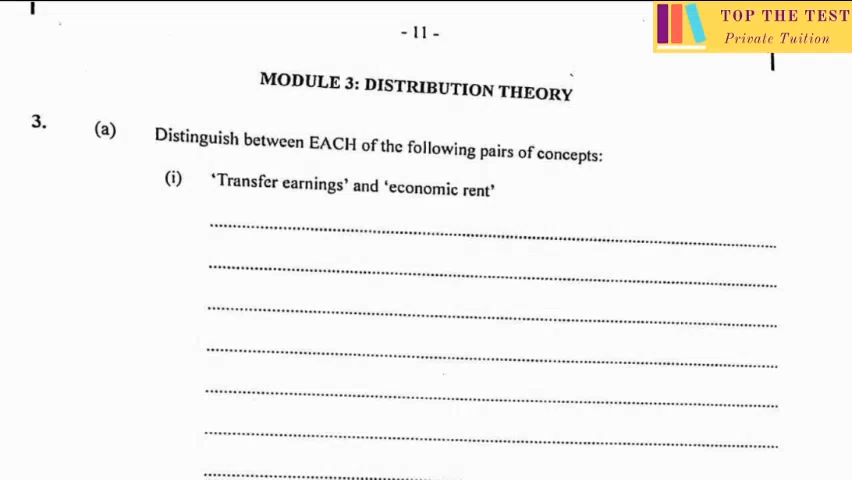 TOP THE TEST
Private Tuition
- 11 -
MODULE 3: DISTRIBUTION THEORY
3. (a) Distinguish between EACH of the following pairs of concepts:
(i) ‘Transfer earnings’ and ‘economic rent’